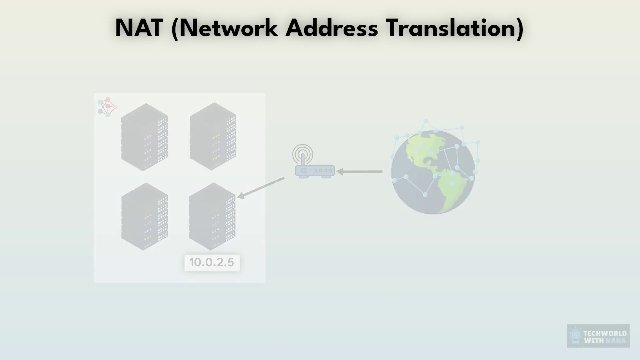 NAT (Network Address Translation)
10.0.2.5
TECHWORLD
WITH NANA